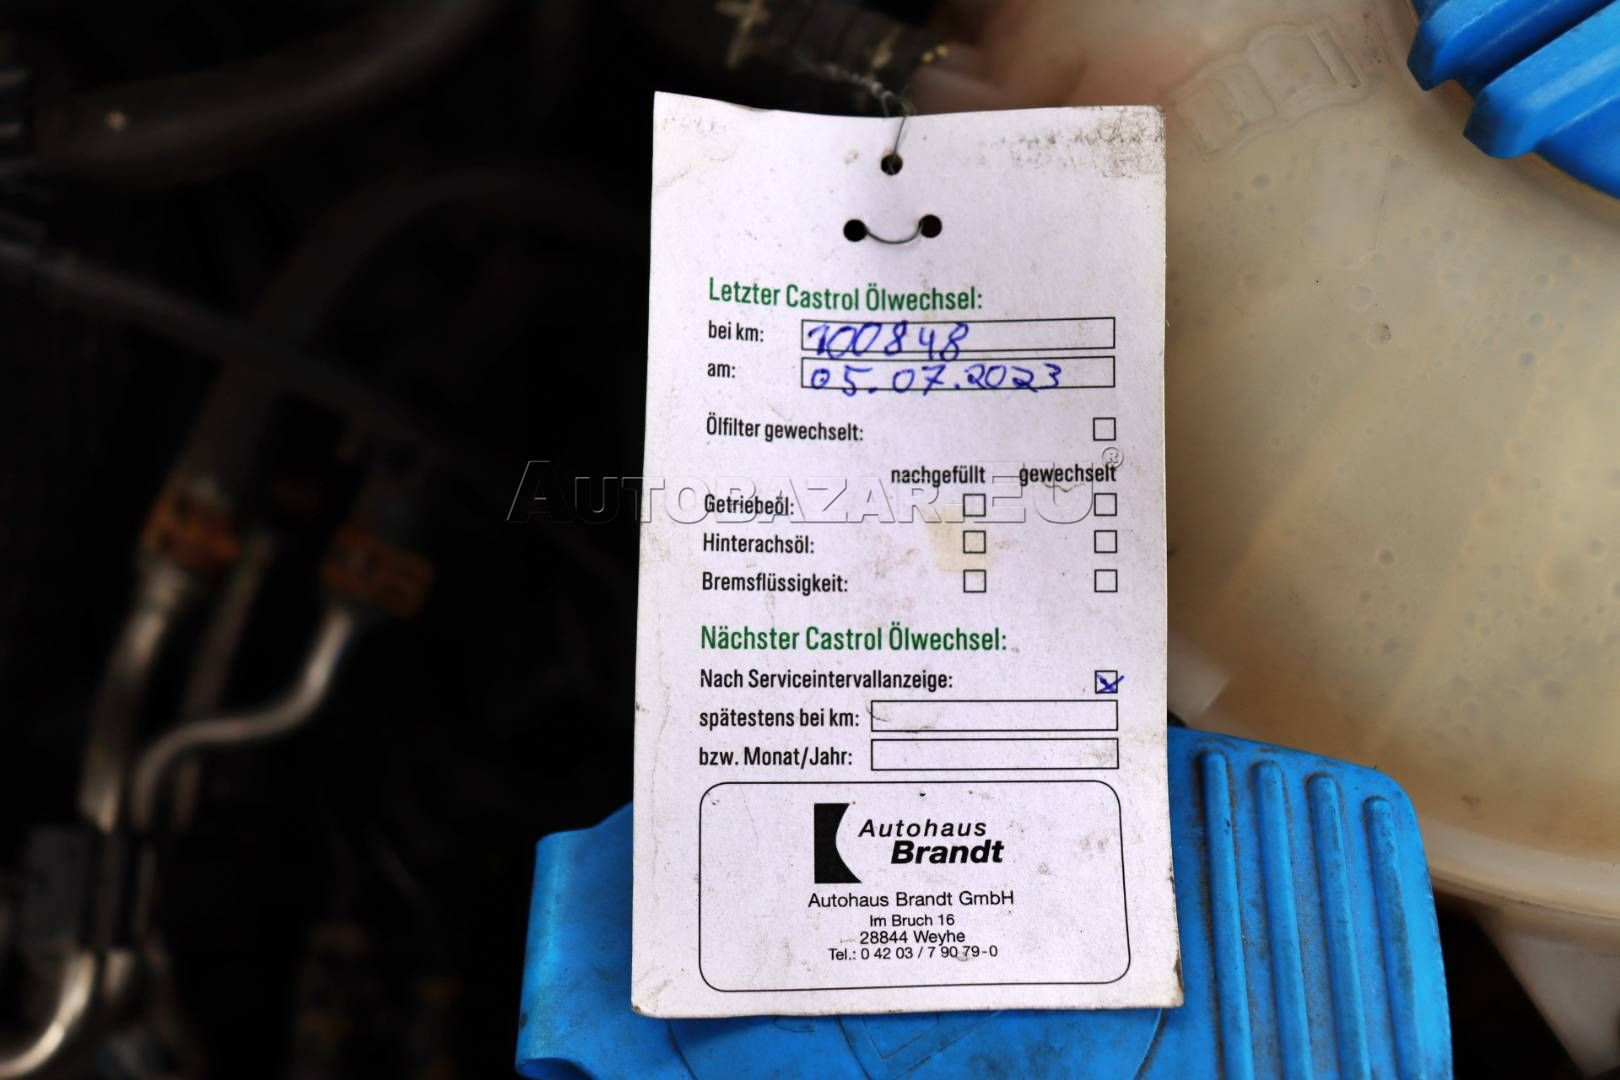 Letzter Castrol Ölwechsel:
bei km: 100848
am: 05.07.2023
Ölfilter gewechselt:
nachgefüllt gewechselt
AUTOBAZAR.EU®
Getriebeöl:
Hinterachsöl:
Bremsflüssigkeit:
Nächster Castrol Ölwechsel:
Nach Serviceintervallanzeige:
spätestens bei km:
bzw. Monat/Jahr:
Autohaus
Brandt
Autohaus Brandt GmbH
Im Bruch 16
28844 Weyhe
Tel.: 0 42 03 / 7 90 79-0